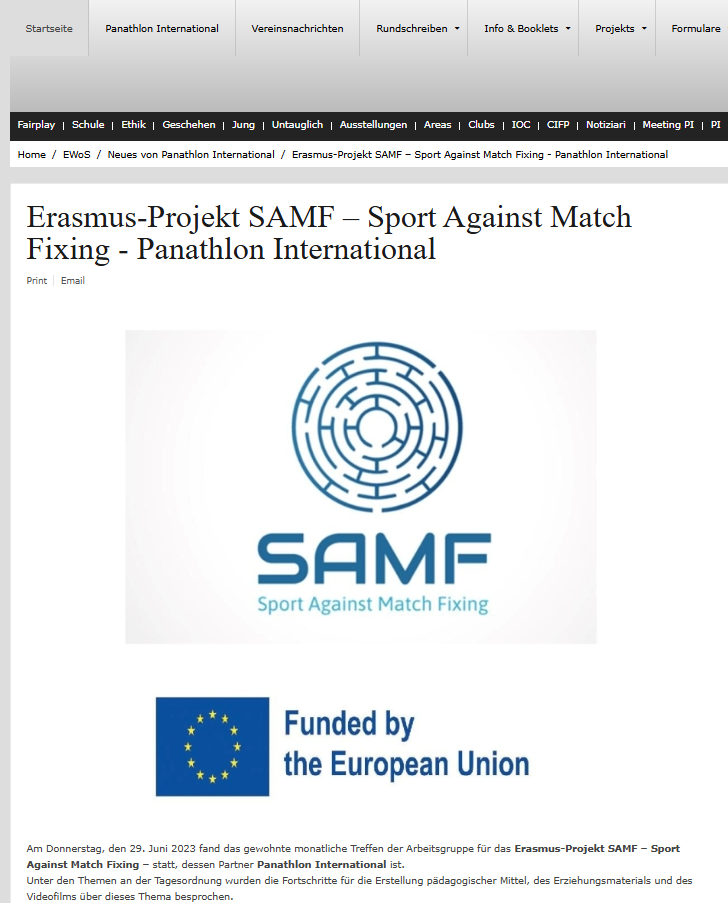 Startseite Panathlon International Vereinsnachrichten Rundschreiben Info & Booklets Projekts Formulare
Fairplay | Schule | Ethik | Geschehen | Jung | Untauglich | Ausstellungen | Areas | Clubs | IOC | CIFP | Notiziari | Meeting PI | PI
Home / EWoS / Neues von Panathlon International / Erasmus-Projekt SAMF – Sport Against Match Fixing - Panathlon International
Erasmus-Projekt SAMF – Sport Against Match
Fixing - Panathlon International
Print | Email
SAMF
Sport Against Match Fixing
Funded by
the European Union
Am Donnerstag, den 29. Juni 2023 fand das gewohnte monatliche Treffen der Arbeitsgruppe für das Erasmus-Projekt SAMF – Sport
Against Match Fixing – statt, dessen Partner Panathlon International ist.
Unter den Themen an der Tagesordnung wurden die Fortschritte für die Erstellung pädagogischer Mittel, des Erziehungsmaterials und des
Videofilms über dieses Thema besprochen.